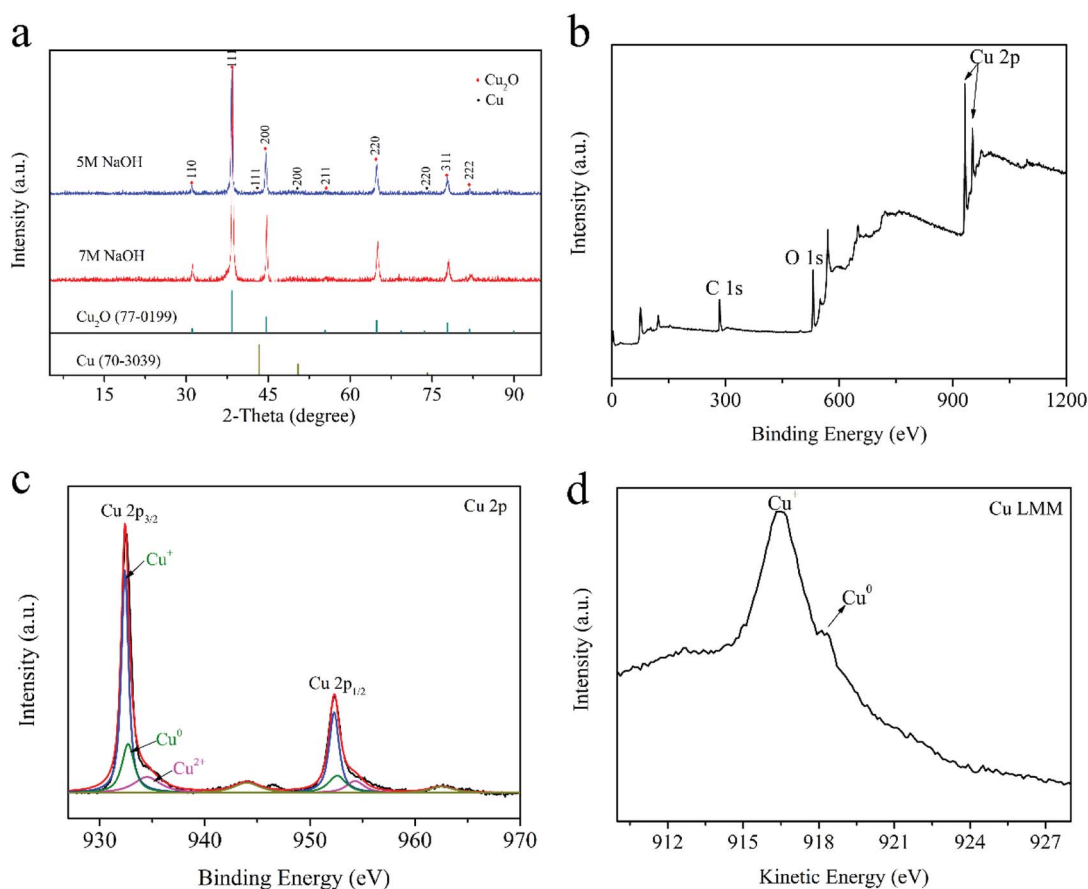 a
Intensity (a.u.)
5M NaOH
7M NaOH
Cu₂O (77-0199)
Cu (70-3039)
110
111
111
200
200
211
220
220
311
222
Cu₂O
Cu
15 30 45 60 75 90
2-Theta (degree)
b
Intensity (a.u.)
C 1s
O 1s
Cu 2p
0 300 600 900 1200
Binding Energy (eV)
c
Intensity (a.u.)
Cu 2p
Cu 2p₃/₂
Cu⁺
Cu⁰
Cu²⁺
Cu 2p₁/₂
930 940 950 960 970
Binding Energy (eV)
d
Intensity (a.u.)
Cu LMM
Cu⁺
Cu⁰
912 915 918 921 924 927
Kinetic Energy (eV)